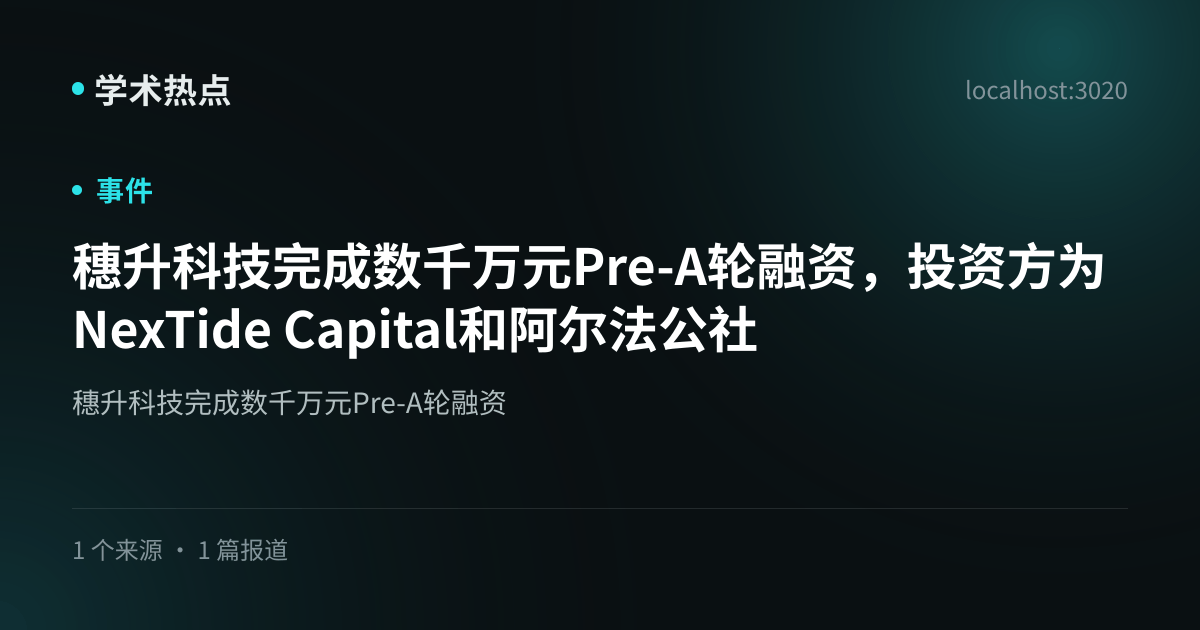 学术热点
localhost:3020
事件
穗升科技完成数千万元Pre-A轮融资，投资方为
NexTide Capital和阿尔法公社
穗升科技完成数千万元Pre-A轮融资
1 个来源 · 1 篇报道